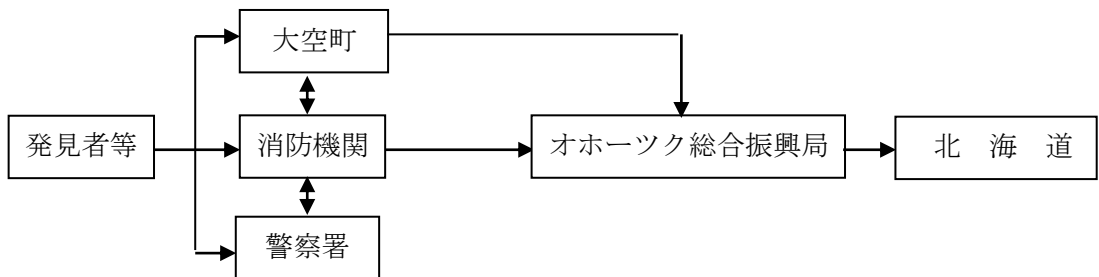 大空町
発見者等
消防機関
オホーツク総合振興局
北　海　道
警察署